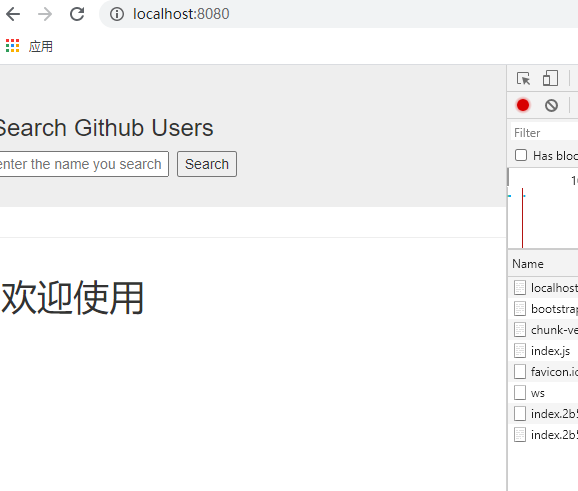 localhost:8080
应用
Search Github Users
enter the name you search
Search
欢迎使用
Filter
Has bloc
10
Name
localhost
bootstrap
chunk-ve
index.js
favicon.ic
ws
index.2b5
index.2b5